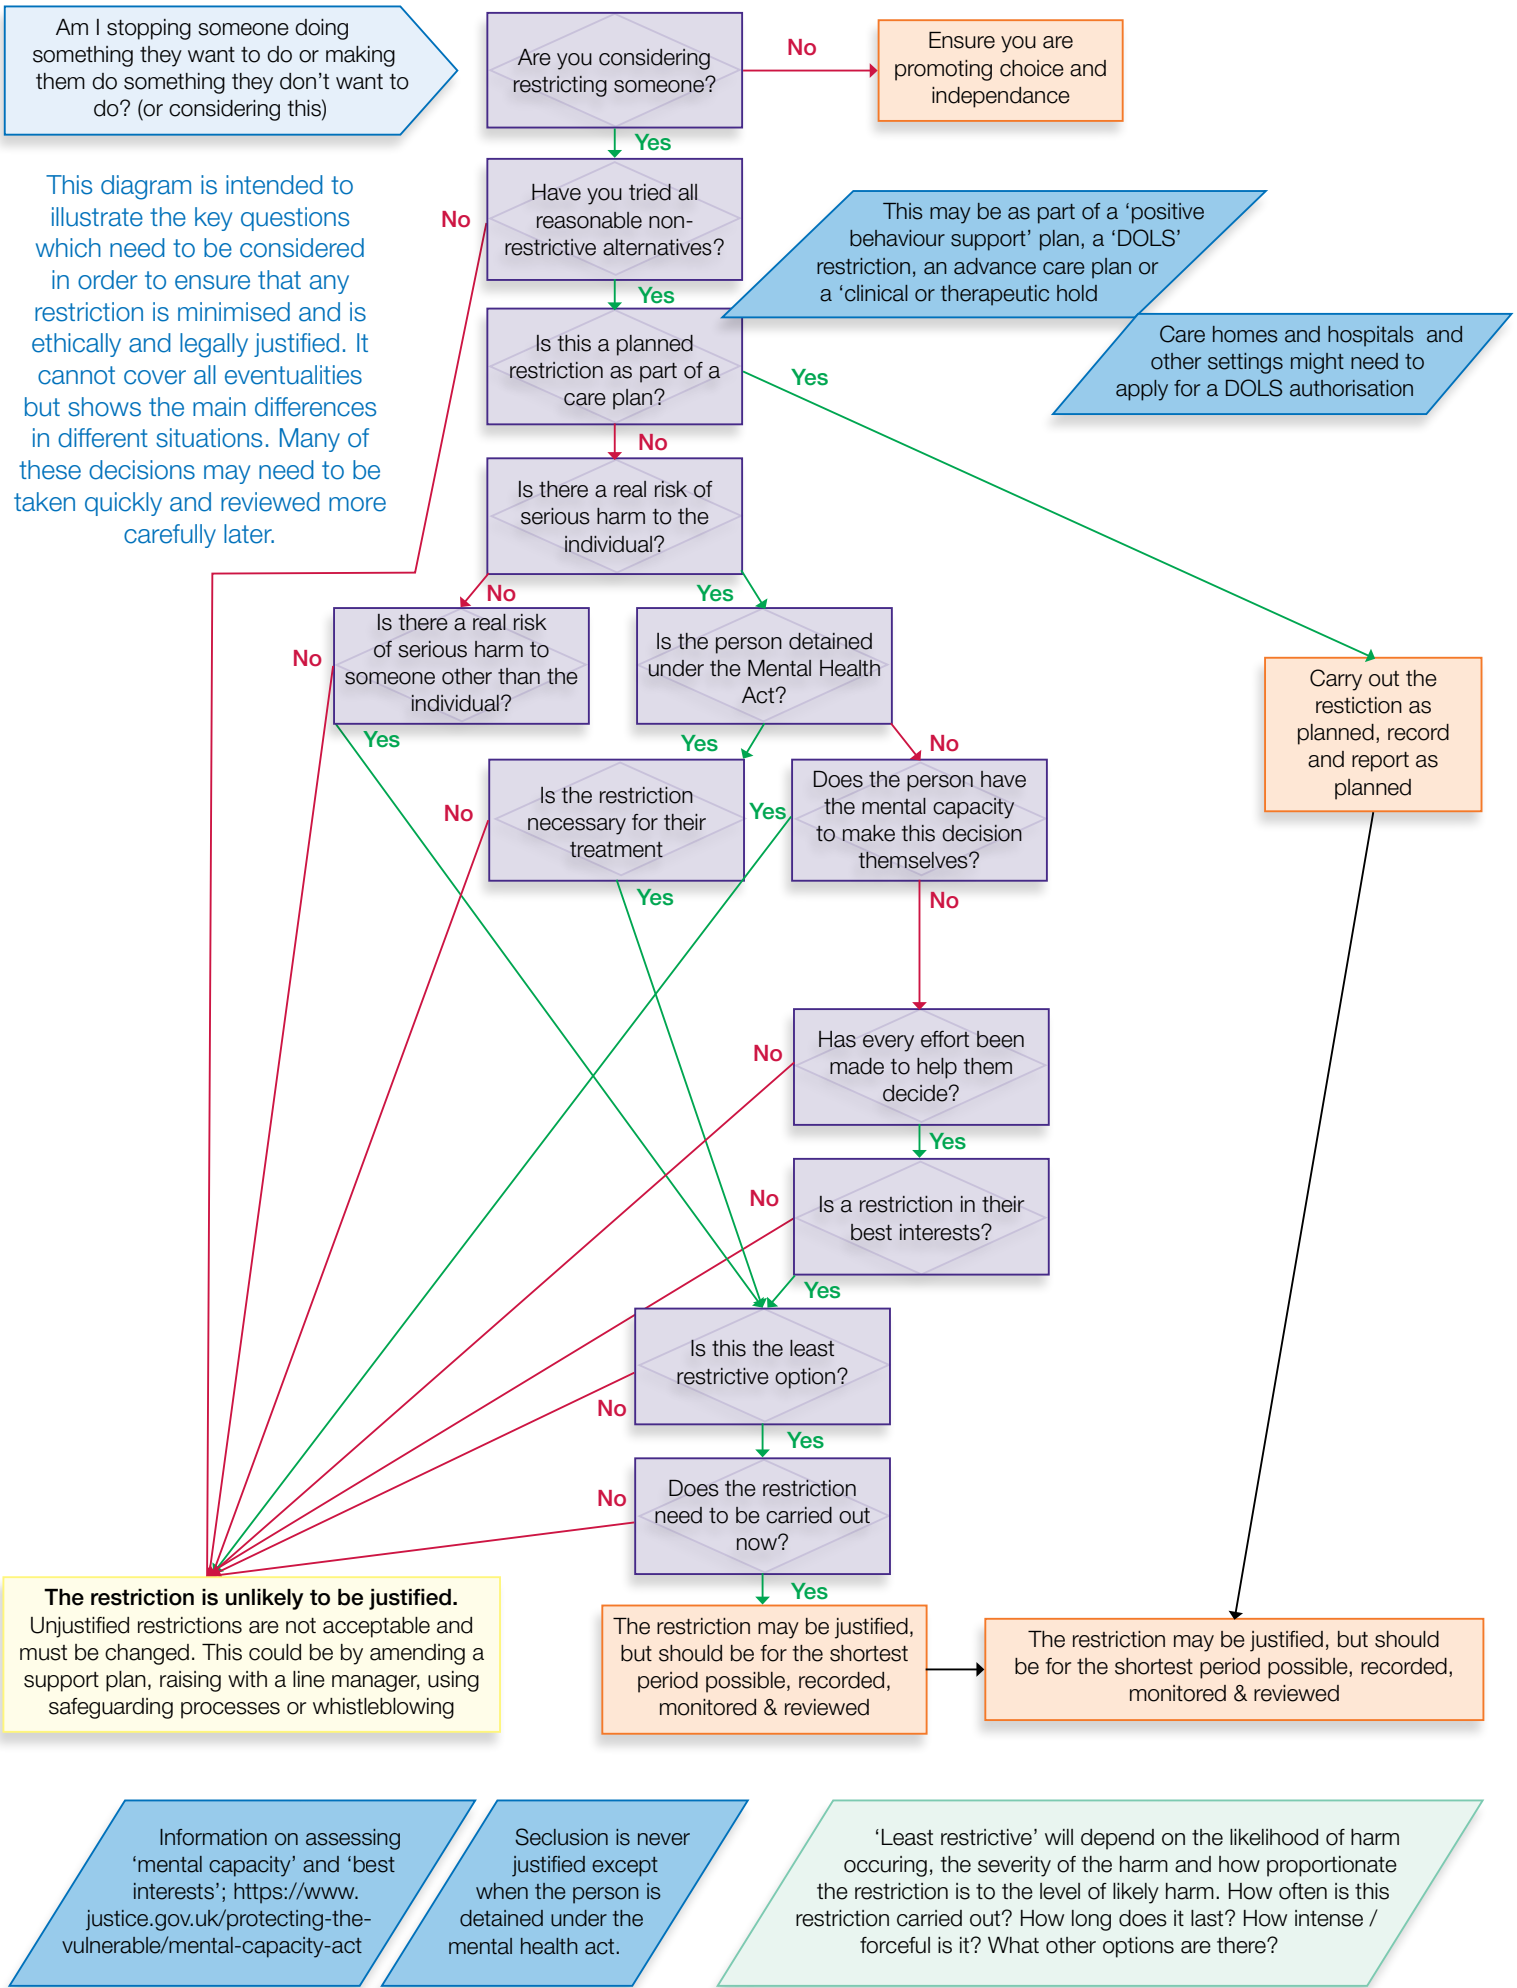 Am I stopping someone doing
something they want to do or making
them do something they don’t want to
do? (or considering this)
Are you considering
restricting someone?
No
Ensure you are
promoting choice and
independance
Yes
This diagram is intended to
illustrate the key questions
which need to be considered
in order to ensure that any
restriction is minimised and is
ethically and legally justified. It
cannot cover all eventualities
but shows the main differences
in different situations. Many of
these decisions may need to be
taken quickly and reviewed more
carefully later.
No
Have you tried all
reasonable non-
restrictive alternatives?
Yes
This may be as part of a ‘positive
behaviour support’ plan, a ‘DOLS’
restriction, an advance care plan or
a ‘clinical or therapeutic hold
Care homes and hospitals and
other settings might need to
apply for a DOLS authorisation
Is this a planned
restriction as part of a
care plan?
Yes
No
Is there a real risk of
serious harm to the
individual?
No
Yes
No
Is there a real risk
of serious harm to
someone other than the
individual?
Yes
Is the person detained
under the Mental Health
Act?
Yes
No
Carry out the
restiction as
planned, record
and report as
planned
No
Is the restriction
necessary for their
treatment
Yes
Yes
Does the person have
the mental capacity
to make this decision
themselves?
No
No
Has every effort been
made to help them
decide?
Yes
No
Is a restriction in their
best interests?
Yes
Is this the least
restrictive option?
No
Yes
No
Does the restriction
need to be carried out
now?
Yes
The restriction is unlikely to be justified.
Unjustified restrictions are not acceptable and
must be changed. This could be by amending a
support plan, raising with a line manager, using
safeguarding processes or whistleblowing
The restriction may be justified,
but should be for the shortest
period possible, recorded,
monitored & reviewed
The restriction may be justified, but should
be for the shortest period possible, recorded,
monitored & reviewed
Information on assessing
‘mental capacity’ and ‘best
interests’; https://www.
justice.gov.uk/protecting-the-
vulnerable/mental-capacity-act
Seclusion is never
justified except
when the person is
detained under the
mental health act.
‘Least restrictive’ will depend on the likelihood of harm
occuring, the severity of the harm and how proportionate
the restriction is to the level of likely harm. How often is this
restriction carried out? How long does it last? How intense /
forceful is it? What other options are there?